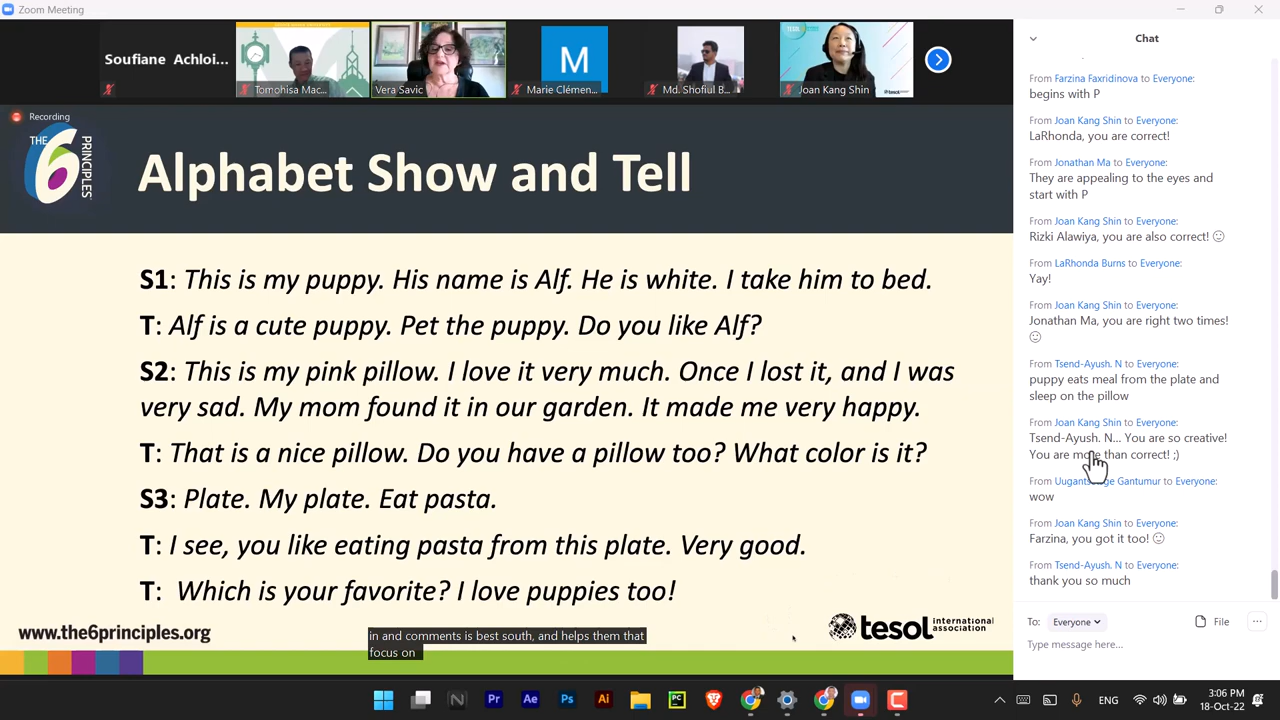 Zoom Meeting
Soufiane Achloi...
Tomohisa Mac...
Vera Savic
M
Marie Clémen...
Md. Shofiul B...
Joan Kang Shin
Recording
THE 6 PRINCIPLES
Alphabet Show and Tell
S1: This is my puppy. His name is Alf. He is white. I take him to bed.
T: Alf is a cute puppy. Pet the puppy. Do you like Alf?
S2: This is my pink pillow. I love it very much. Once I lost it, and I was
very sad. My mom found it in our garden. It made me very happy.
T: That is a nice pillow. Do you have a pillow too? What color is it?
S3: Plate. My plate. Eat pasta.
T: I see, you like eating pasta from this plate. Very good.
T: Which is your favorite? I love puppies too!
www.the6principles.org
in and comments is best south, and helps them that
focus on
tesol international
association
Chat
From Farzina Faxridinova to Everyone:
begins with P
From Joan Kang Shin to Everyone:
LaRhonda, you are correct!
From Jonathan Ma to Everyone:
They are appealing to the eyes and
start with P
From Joan Kang Shin to Everyone:
Rizki Alawiya, you are also correct!
From LaRhonda Burns to Everyone:
Yay!
From Joan Kang Shin to Everyone:
Jonathan Ma, you are right two times!
From Tsend-Ayush. N to Everyone:
puppy eats meal from the plate and
sleep on the pillow
From Joan Kang Shin to Everyone:
Tsend-Ayush. N... You are so creative!
You are more than correct! ;)
From Gantumur to Everyone:
wow
From Joan Kang Shin to Everyone:
Farzina, you got it too!
From Tsend-Ayush. N to Everyone:
thank you so much
To: Everyone
File
Type message here...
N
Pr
Ae
Ps
Ai
PC
ENG
3:06 PM
18-Oct-22